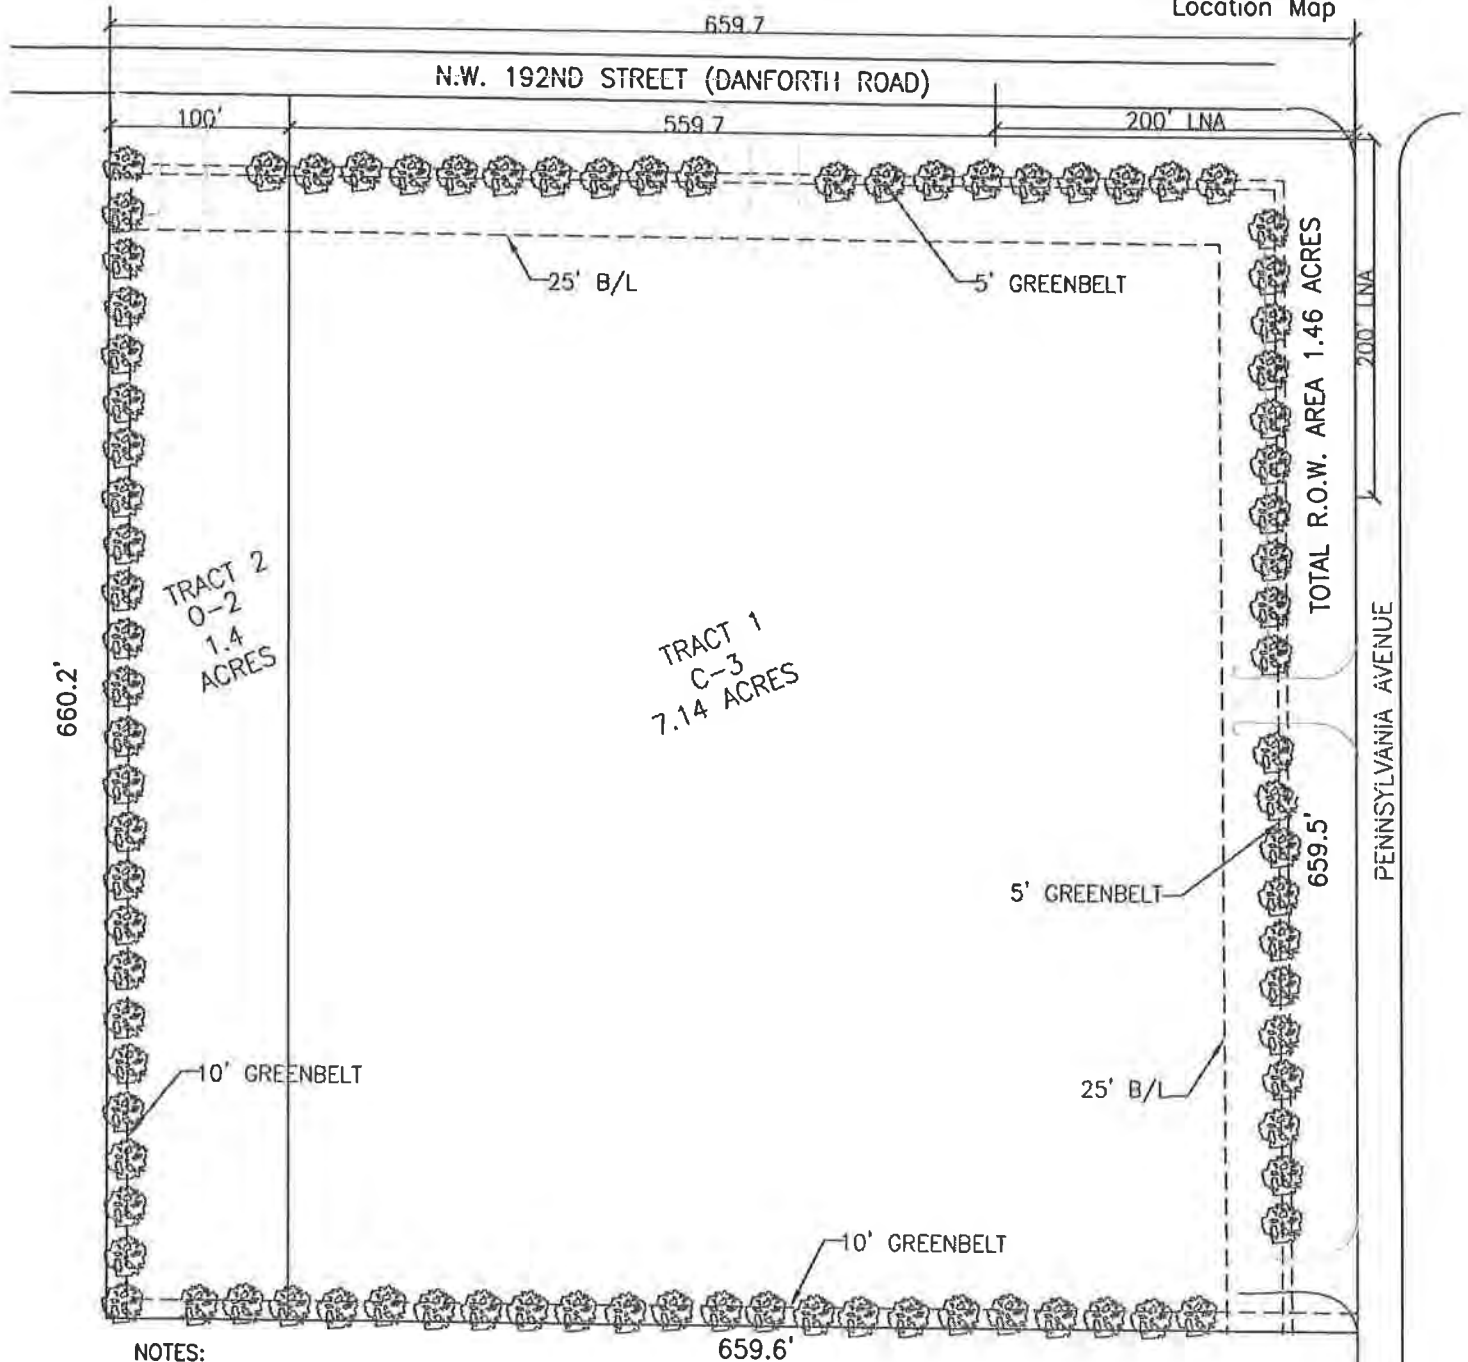 Location Map
659.7
N.W. 192ND STREET (DANFORTH ROAD)
100'
559.7
200' LNA
25' B/L
5' GREENBELT
TOTAL R.O.W. AREA 1.46 ACRES
200' LNA
TRACT 2
O-2
1.4
ACRES
TRACT 1
C-3
7.14 ACRES
660.2'
PENNSYLVANIA AVENUE
659.5'
5' GREENBELT
10' GREENBELT
25' B/L
10' GREENBELT
NOTES:
659.6'